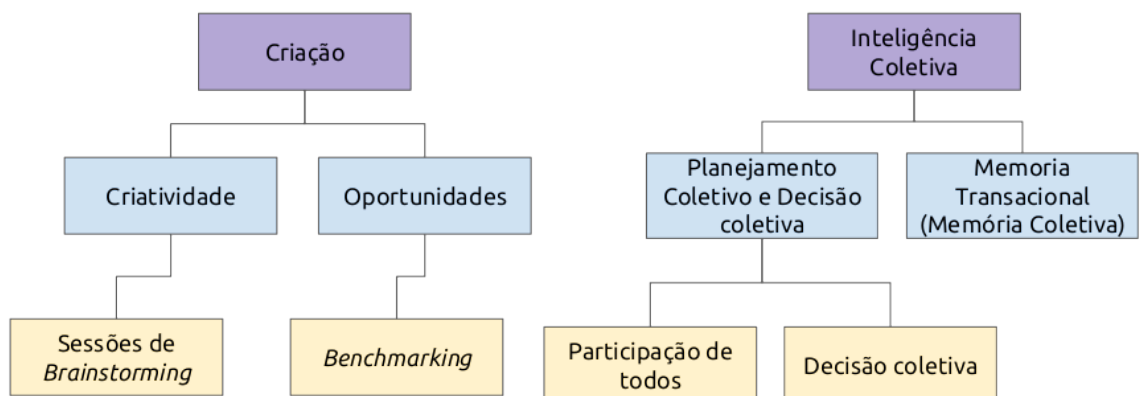 Criação
Inteligência
Coletiva
Criatividade
Oportunidades
Planejamento
Coletivo e Decisão
coletiva
Memoria
Transacional
(Memória Coletiva)
Sessões de
Brainstorming
Benchmarking
Participação de
todos
Decisão coletiva